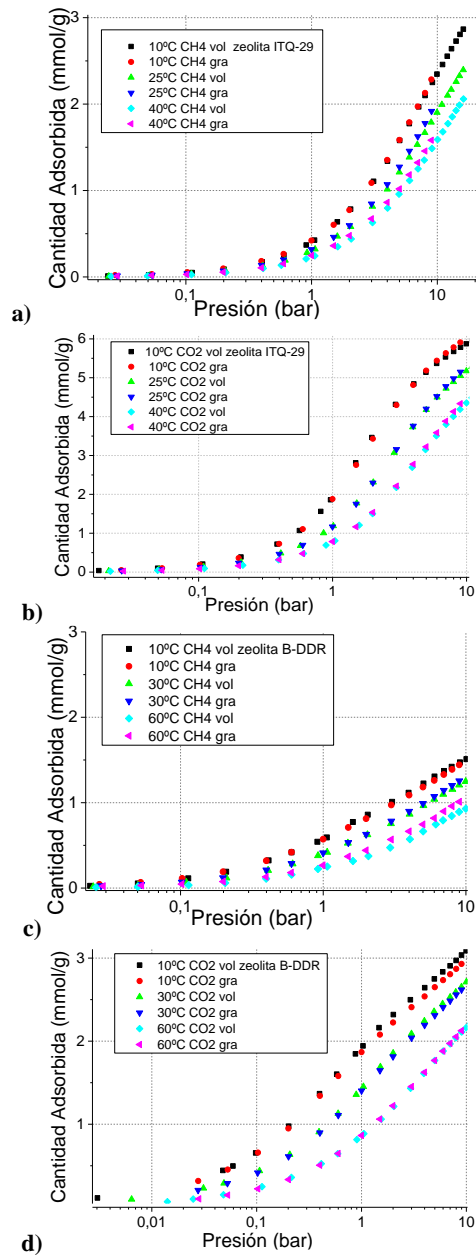 Cantidad Adsorbida (mmol/g)
3
2
1
0
10ºC CH4 vol zeolita ITQ-29
10ºC CH4 gra
25ºC CH4 vol
25ºC CH4 gra
40ºC CH4 vol
40ºC CH4 gra
0,1
1
10
Presión (bar)
a)
Cantidad Adsorbida (mmol/g)
6
5
4
3
2
1
0
10ºC CO2 vol zeolita ITQ-29
10ºC CO2 gra
25ºC CO2 vol
25ºC CO2 gra
40ºC CO2 vol
40ºC CO2 gra
0,1
1
10
Presión (bar)
b)
Cantidad Adsorbida (mmol/g)
3
2
1
0
10ºC CH4 vol zeolita B-DDR
10ºC CH4 gra
30ºC CH4 vol
30ºC CH4 gra
60ºC CH4 vol
60ºC CH4 gra
0,1
1
10
Presión (bar)
c)
Cantidad Adsorbida (mmol/g)
3
2
1
10ºC CO2 vol zeolita B-DDR
10ºC CO2 gra
30ºC CO2 vol
30ºC CO2 gra
60ºC CO2 vol
60ºC CO2 gra
0,01
0,1
1
10
Presión (bar)
d)